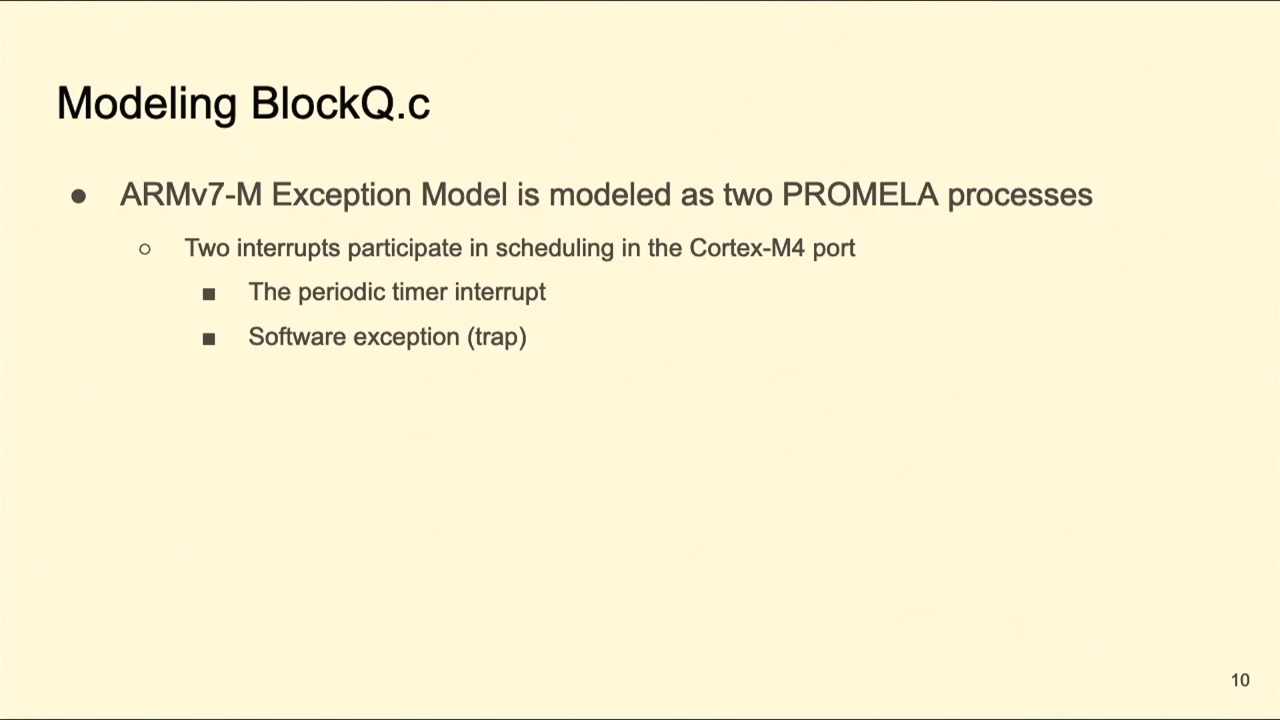 Modeling BlockQ.c
● ARMv7-M Exception Model is modeled as two PROMELA processes
○ Two interrupts participate in scheduling in the Cortex-M4 port
■ The periodic timer interrupt
■ Software exception (trap)
10